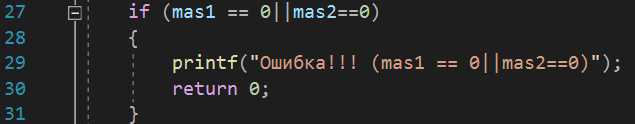 27 if (mas1 == 0||mas2==0)
28 {
29 printf("Ошибка!!! (mas1 == 0||mas2==0)");
30 return 0;
31 }